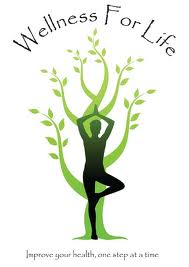 Wellness For Life
Improve your health, one step at a time